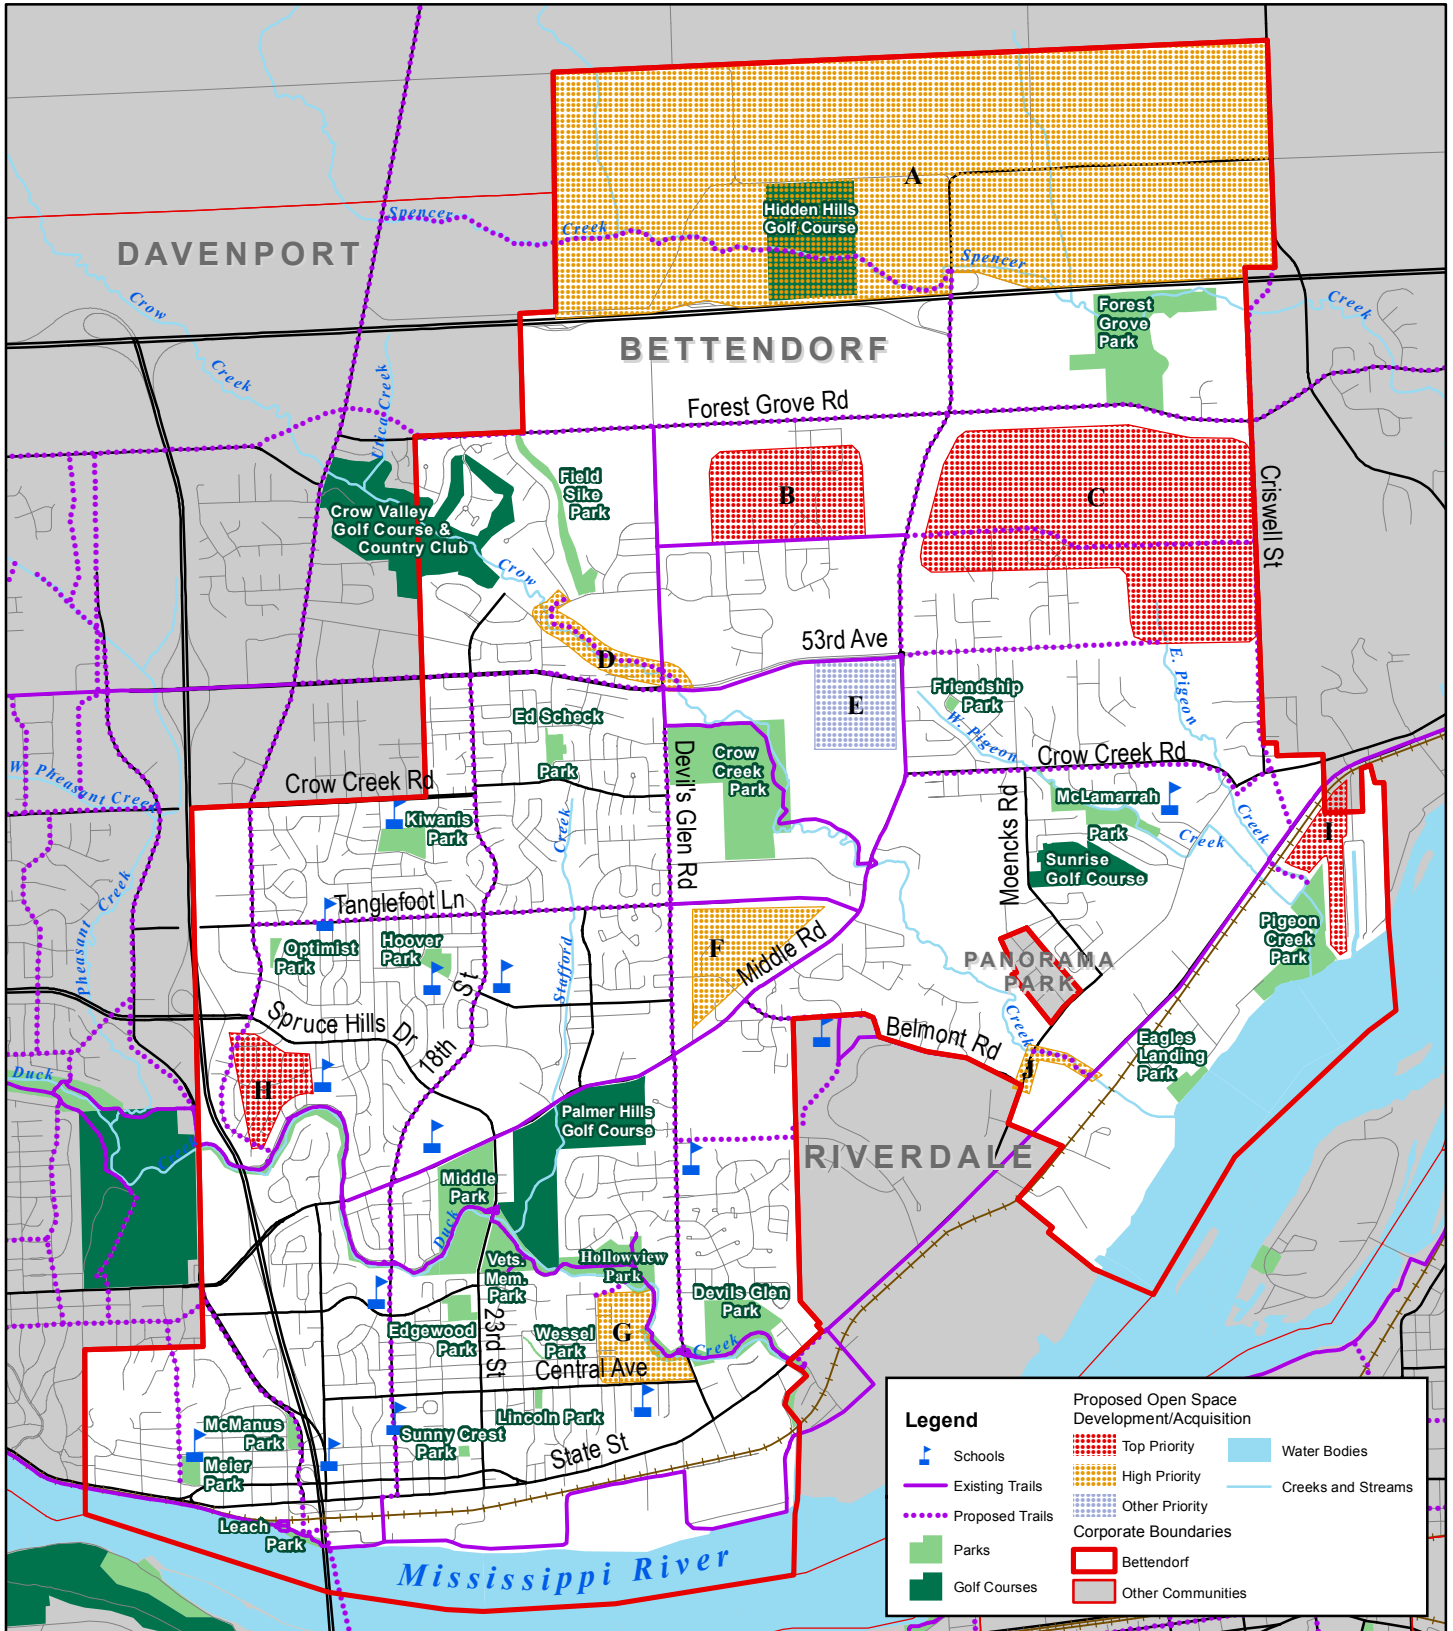 A
Hidden Hills
Golf Course
Spencer
Creek
DAVENPORT
Spencer
Creek
Crow
Creek
Forest
Grove
Park
BETTENDORF
Utica Creek
Forest Grove Rd
Field
Sike
Park
B
C
Criswell St
Crow Valley
Golf Course &
Country Club
Crow
53rd Ave
D
E. Pigeon
Creek
E
Friendship
Park
W. Pigeon
Creek
Ed Scheck
Park
Devil's Glen Rd
Crow
Creek
Park
Crow Creek Rd
Crow Creek Rd
W. Pheasant Creek
McLamarrah
Park
Moencks Rd
Kiwanis
Park
Creek
Stafford
I
Sunrise
Golf Course
Pheasant Creek
Tanglefoot Ln
Optimist
Park
Hoover
Park
F
Middle Rd
Pigeon
Creek
Park
PANORAMA
PARK
18th St
Spruce Hills Dr
Belmont Rd
Creek
Eagles
Landing
Park
J
H
Duck
Creek
Palmer Hills
Golf Course
RIVERDALE
Middle
Park
Duck
Vets.
Mem.
Park
Hollowview
Park
Devils Glen
Park
Edgewood
Park
23rd St
Wessel
Park
G
Creek
Central Ave
Lincoln Park
McManus
Park
Sunny Crest
Park
State St
Meier
Park
Leach
Park
Mississippi River
Legend
Schools
Existing Trails
Proposed Trails
Parks
Golf Courses
Proposed Open Space
Development/Acquisition
Top Priority
High Priority
Other Priority
Corporate Boundaries
Bettendorf
Other Communities
Water Bodies
Creeks and Streams